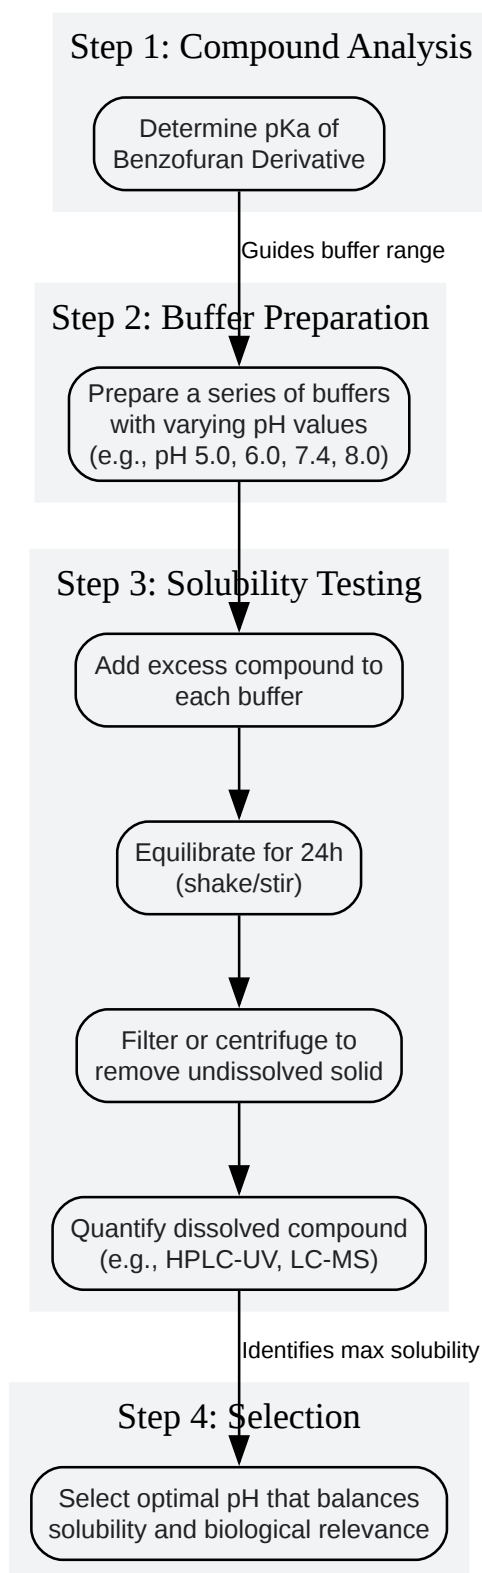 Step 1: Compound Analysis
Determine pKa of
Benzofuran Derivative
Guides buffer range
Step 2: Buffer Preparation
Prepare a series of buffers
with varying pH values
(e.g., pH 5.0, 6.0, 7.4, 8.0)
Step 3: Solubility Testing
Add excess compound to
each buffer
Equilibrate for 24h
(shake/stir)
Filter or centrifuge to
remove undissolved solid
Quantify dissolved compound
(e.g., HPLC-UV, LC-MS)
Identifies max solubility
Step 4: Selection
Select optimal pH that balances
solubility and biological relevance